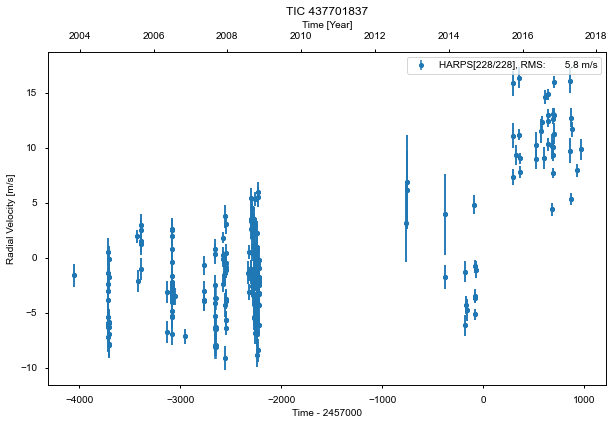 TIC 437701837
Time [Year]
2004 2006 2008 2010 2012 2014 2016 2018
HARPS[228/228], RMS: 5.8 m/s
Radial Velocity [m/s]
15
10
5
0
−5
−10
−4000 −3000 −2000 −1000 0 1000
Time - 2457000